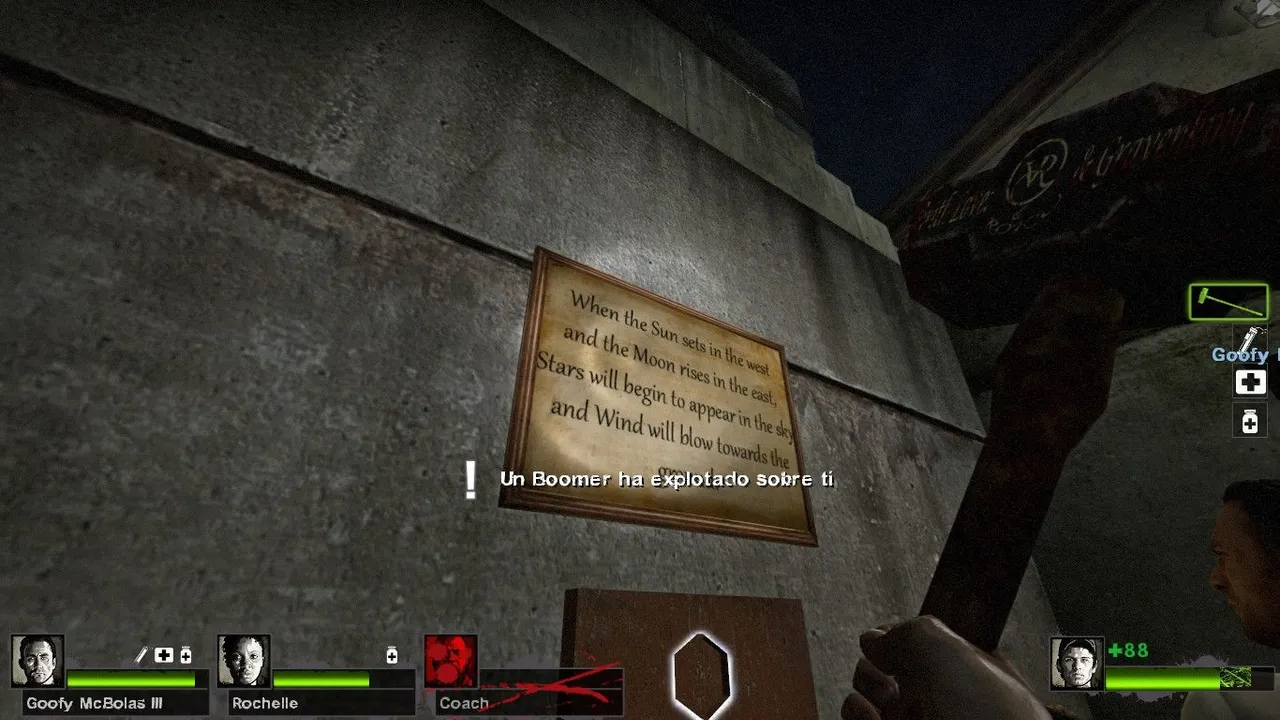 When the Sun sets in the west
and the Moon rises in the east,
Stars will begin to appear in the sky
and Wind will blow towards the
Un Boomer ha explotado sobre ti
Goofy
+88
Goofy McBolas III
Rochelle
Coach